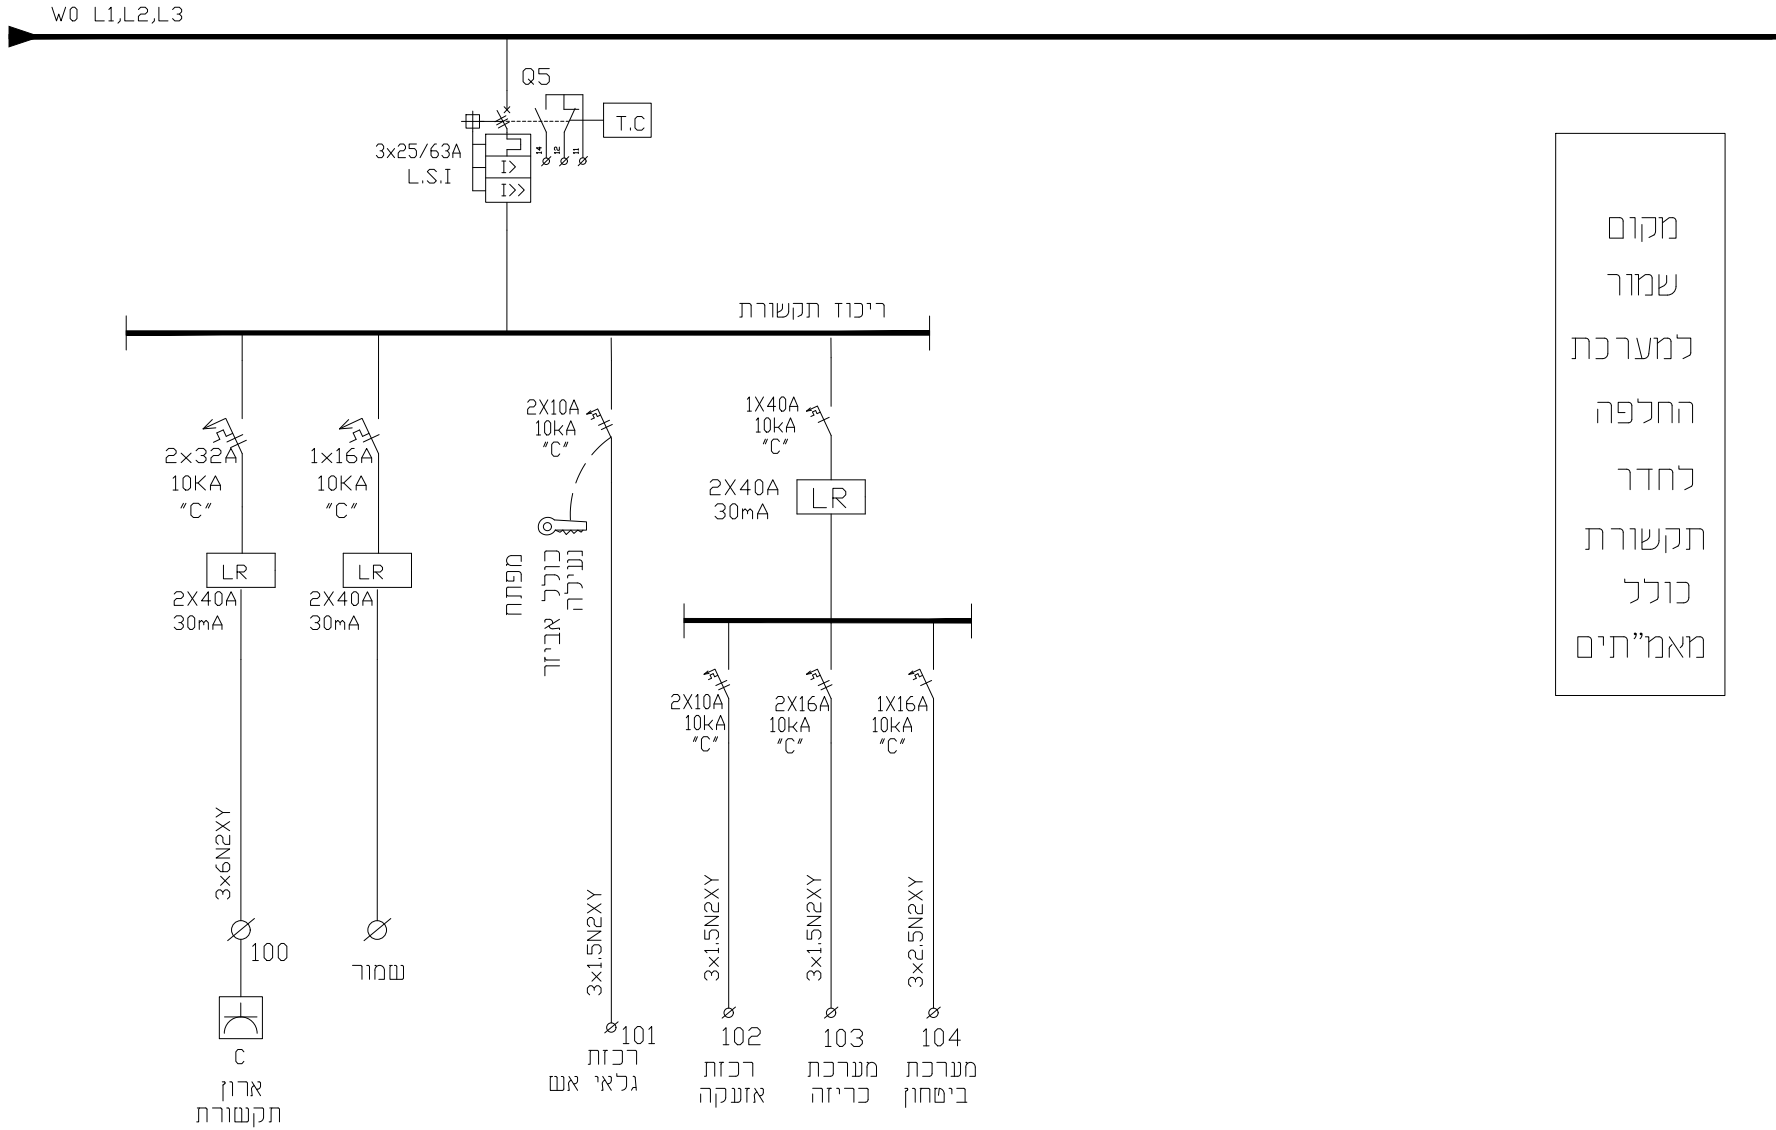 W0 L1,L2,L3
Q5
T.C
3x25/63A
L.S.I
I>
I>>
14
12
11
ריכוז תקשורת
2x32A
10KA
"C"
LR
2X40A
30mA
3x6N2XY
100
C
ארון
תקשורת
1x16A
10KA
"C"
LR
2X40A
30mA
שמור
2X10A
10kA
"C"
מפתח
כולל אביזר
נעילה
3x1.5N2XY
101
רכזת
גלאי אש
1X40A
10kA
"C"
2X40A
30mA
LR
2X10A
10kA
"C"
3x1.5N2XY
102
רכזת
אזעקה
2X16A
10kA
"C"
3x1.5N2XY
103
מערכת
כריזה
1X16A
10kA
"C"
3x2.5N2XY
104
מערכת
ביטחון
מקום
שמור
למערכת
החלפה
לחדר
תקשורת
כולל
מאמ"תים